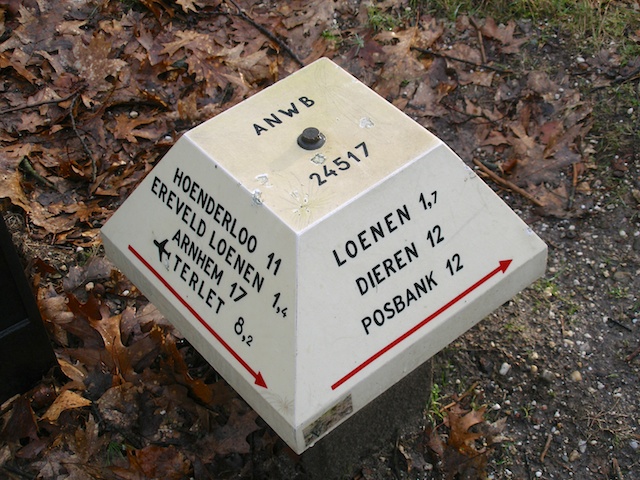 ANWB
24517
HOENDERLOO 11
EREVELD LOENEN 1,4
ARNHEM 17
TERLET 8,2
LOENEN 1,7
DIEREN 12
POSBANK 12